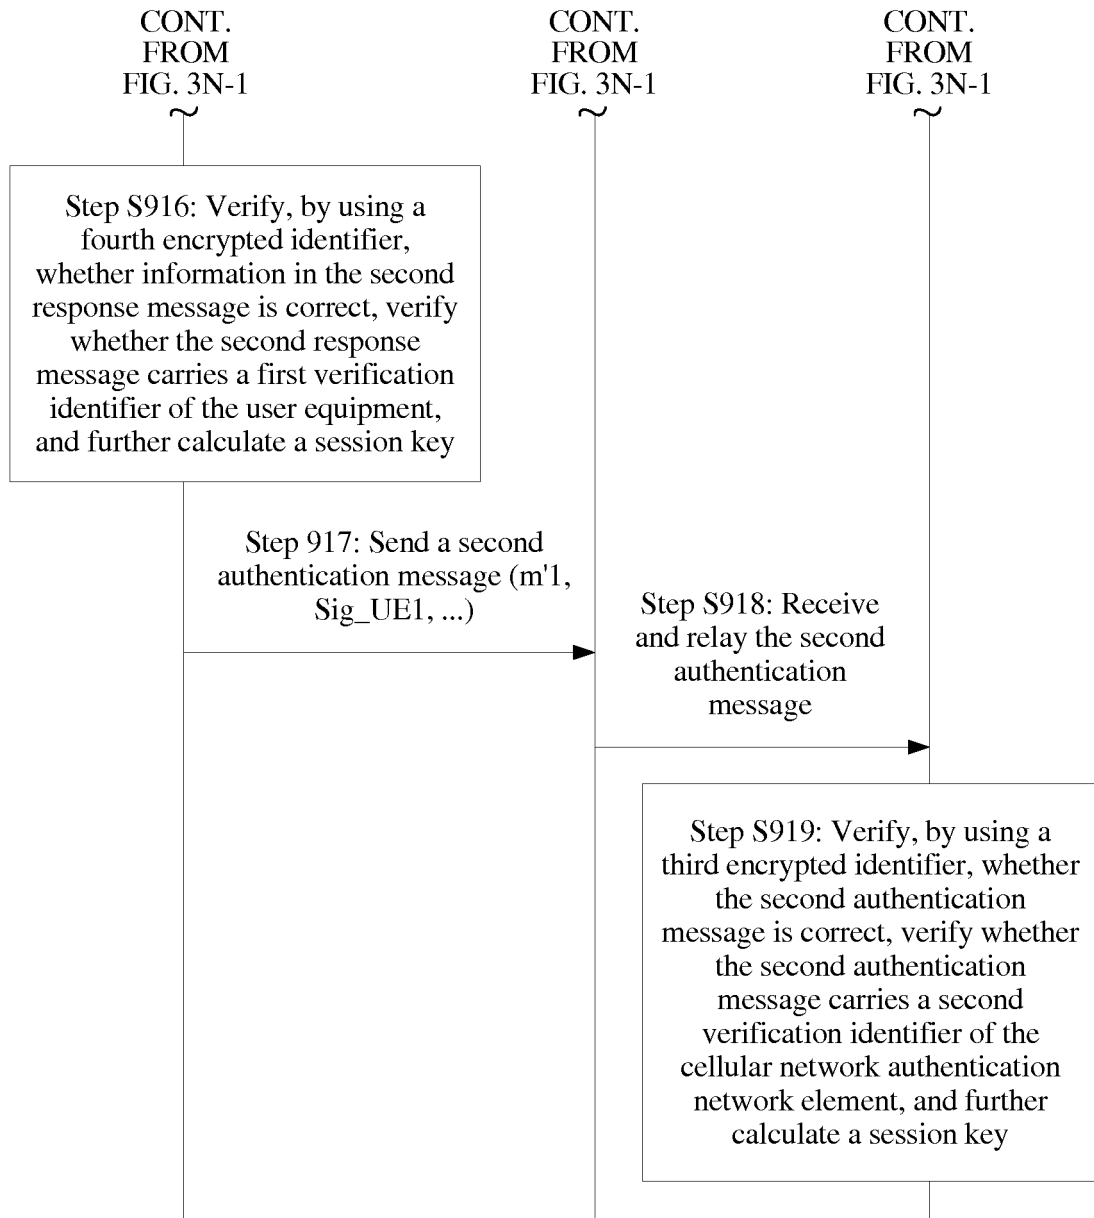 CONT.
FROM
FIG. 3N-1
CONT.
FROM
FIG. 3N-1
CONT.
FROM
FIG. 3N-1
Step S916: Verify, by using a
fourth encrypted identifier,
whether information in the second
response message is correct, verify
whether the second response
message carries a first verification
identifier of the user equipment,
and further calculate a session key
Step 917: Send a second
authentication message (m'1,
Sig_UE1, ...)
Step S918: Receive
and relay the second
authentication
message
Step S919: Verify, by using a
third encrypted identifier, whether
the second authentication
message is correct, verify whether
the second authentication
message carries a second
verification identifier of the
cellular network authentication
network element, and further
calculate a session key